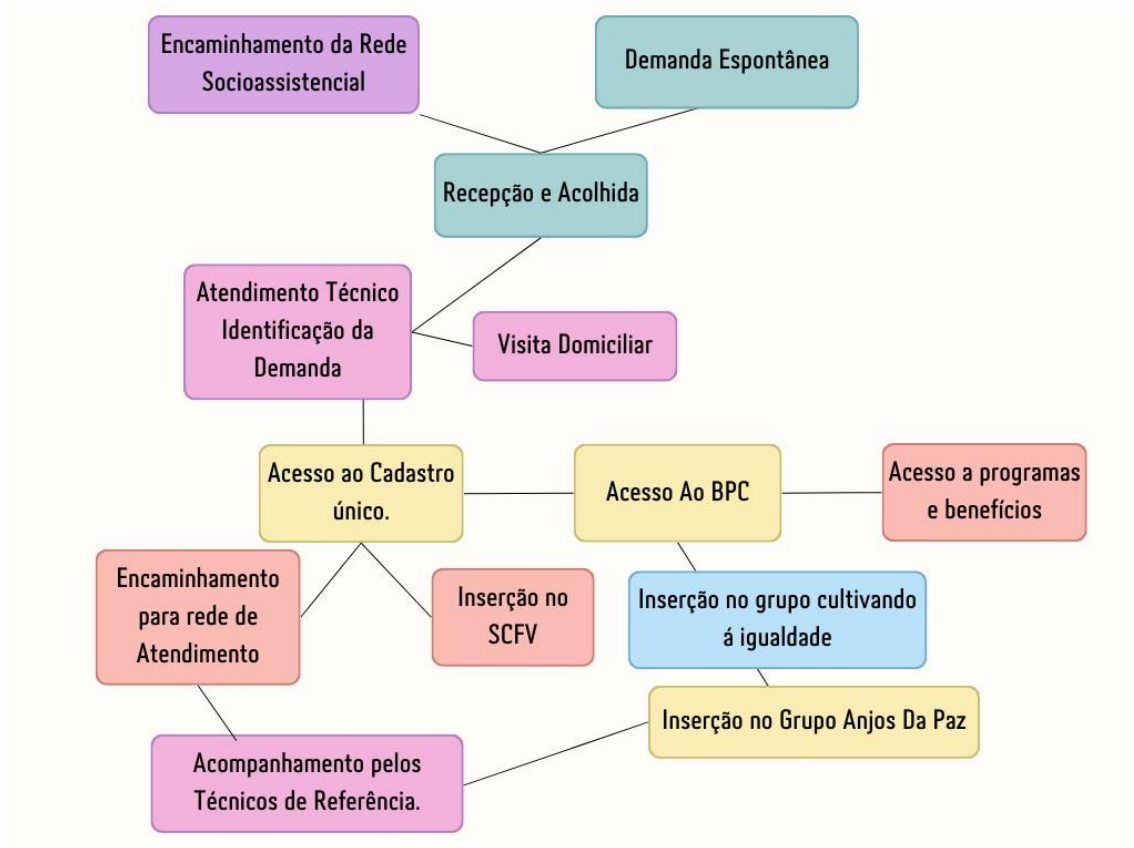 Encaminhamento da Rede
Socioassistencial
Demanda Espontânea
Recepção e Acolhida
Atendimento Técnico
Identificação da
Demanda
Visita Domiciliar
Acesso ao Cadastro
único.
Acesso Ao BPC
Acesso a programas
e benefícios
Encaminhamento
para rede de
Atendimento
Inserção no
SCFV
Inserção no grupo cultivando
á igualdade
Inserção no Grupo Anjos Da Paz
Acompanhamento pelos
Técnicos de Referência.